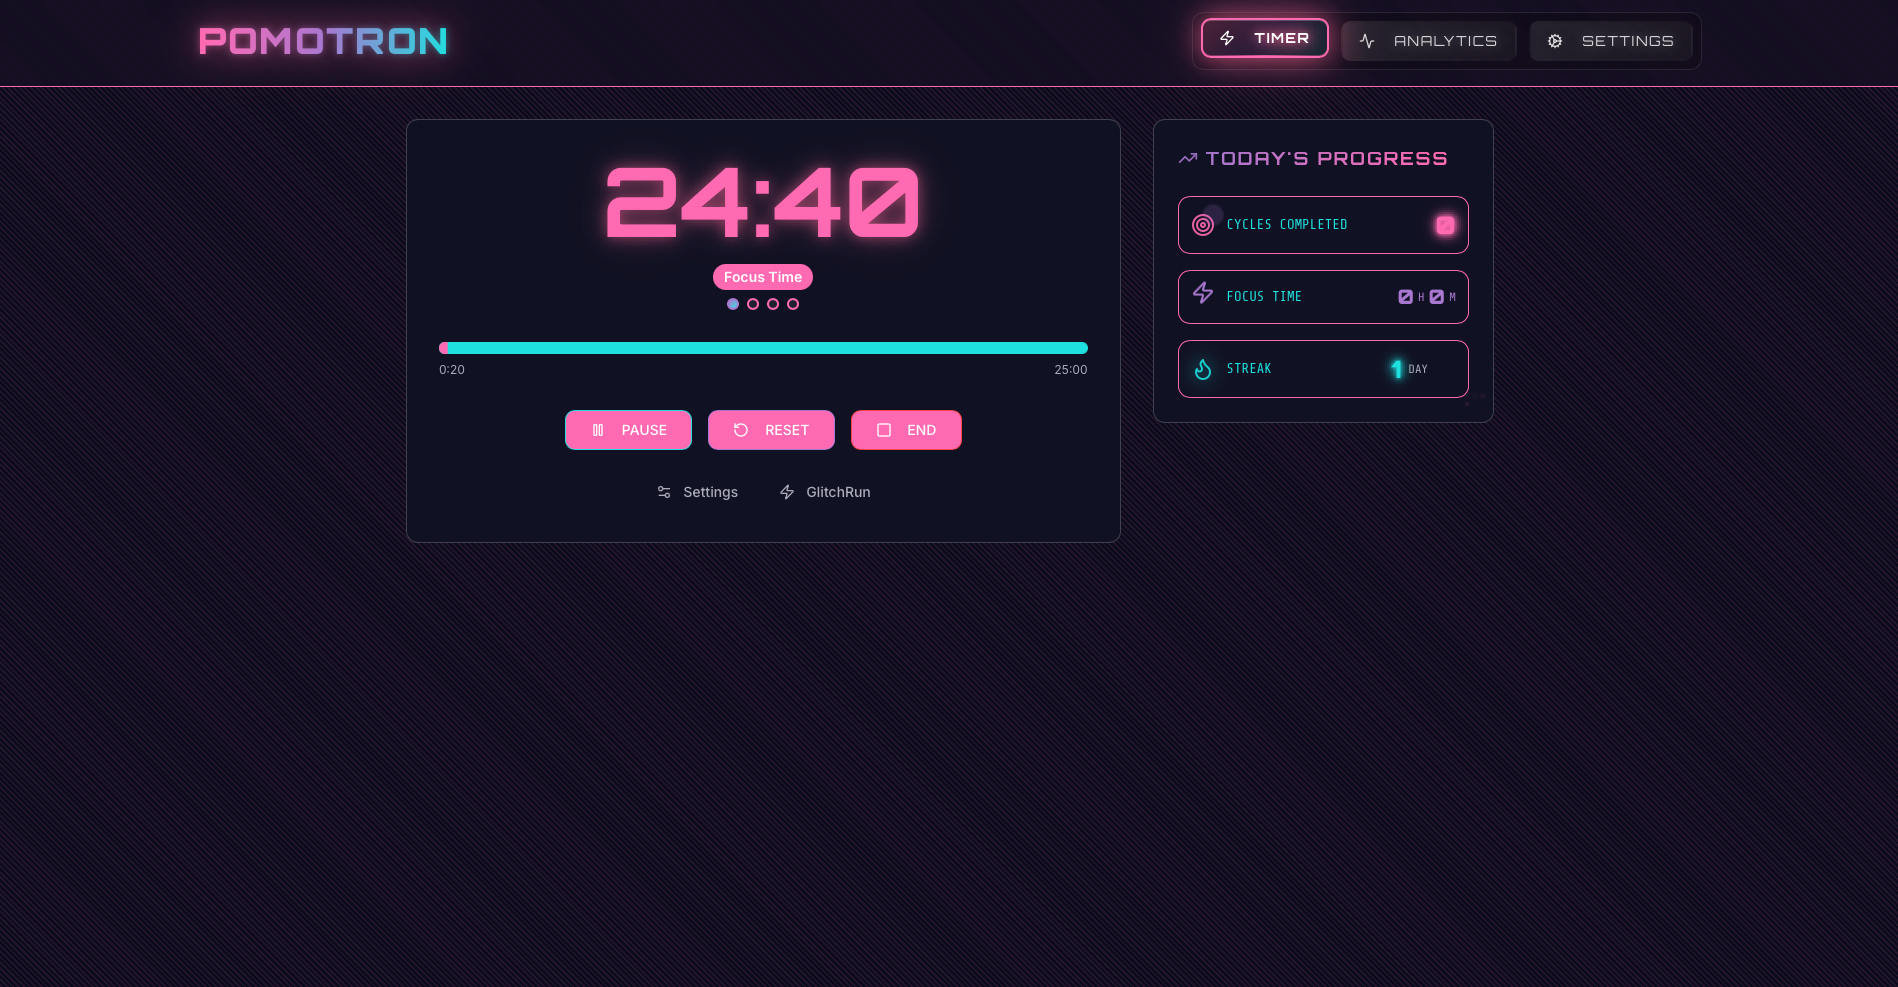 POMOTRON
TIMER
ANALYTICS
SETTINGS
24:40
Focus Time
0:20
25:00
PAUSE
RESET
END
Settings
GlitchRun
TODAY'S PROGRESS
CYCLES COMPLETED
0
FOCUS TIME
0 H 0 M
STREAK
1 DAY